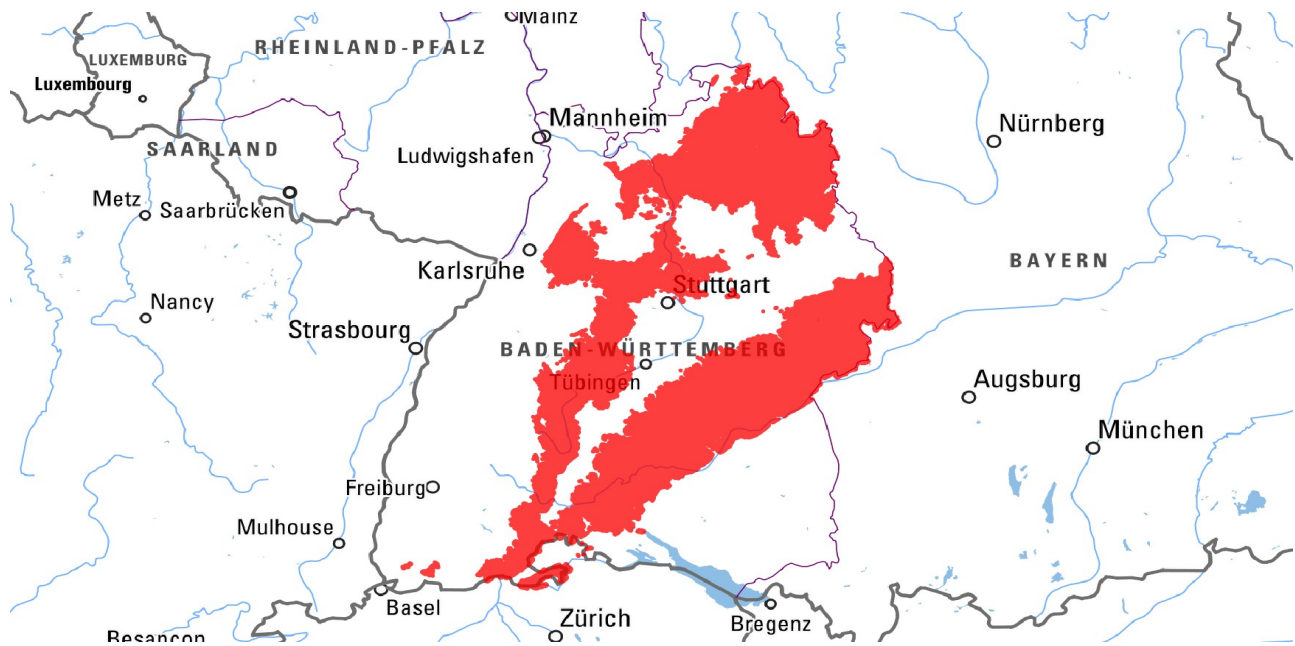 Mainz
RHEINLAND-PFALZ
LUXEMBURG
Luxembourg
Mannheim
Nürnberg
SAARLAND
Ludwigshafen
Metz
Saarbrücken
BAYERN
Karlsruhe
Stuttgart
Nancy
Strasbourg
BADEN-WÜRTTEMBERG
Tübingen
Augsburg
München
Freiburg
Mulhouse
Basel
Zürich
Bregenz
Besançon